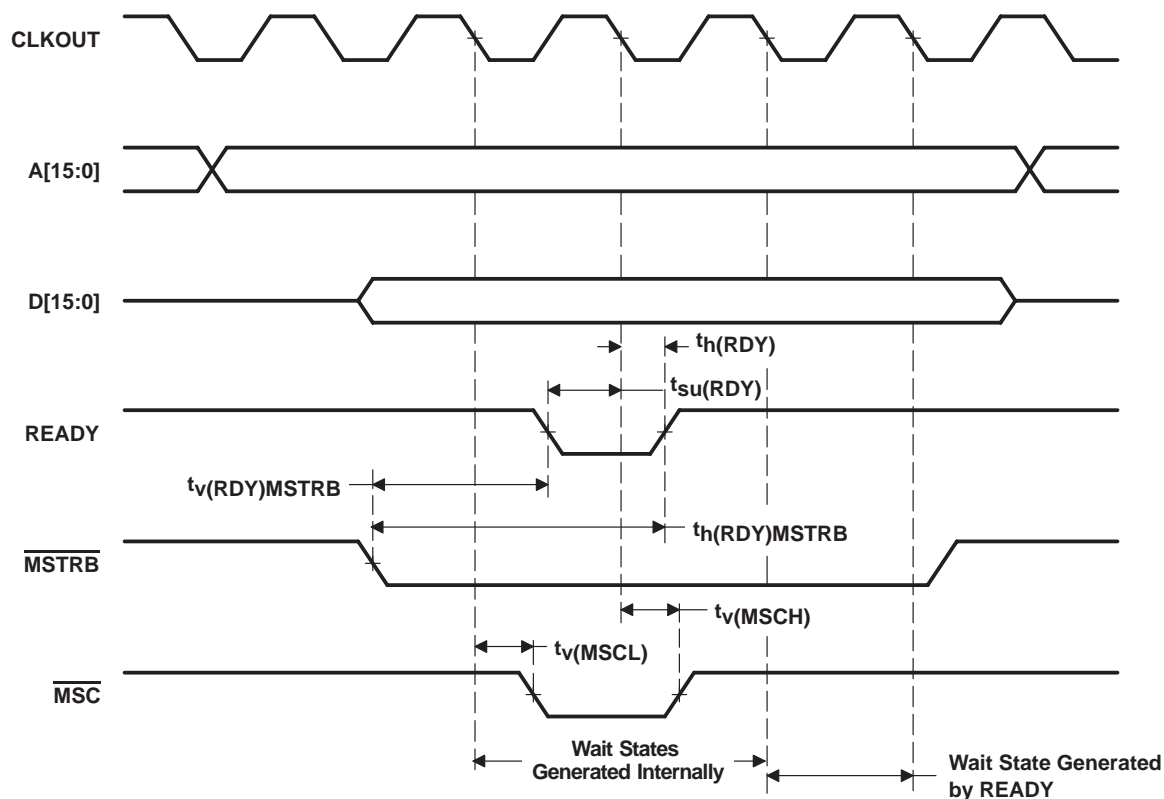 CLKOUT
A[15:0]
D[15:0]
th(RDY)
tsu(RDY)
READY
tv(RDY)MSTRB
th(RDY)MSTRB
MSTRB
tv(MSCH)
tv(MSCL)
MSC
Wait States
Generated Internally
Wait State Generated
by READY